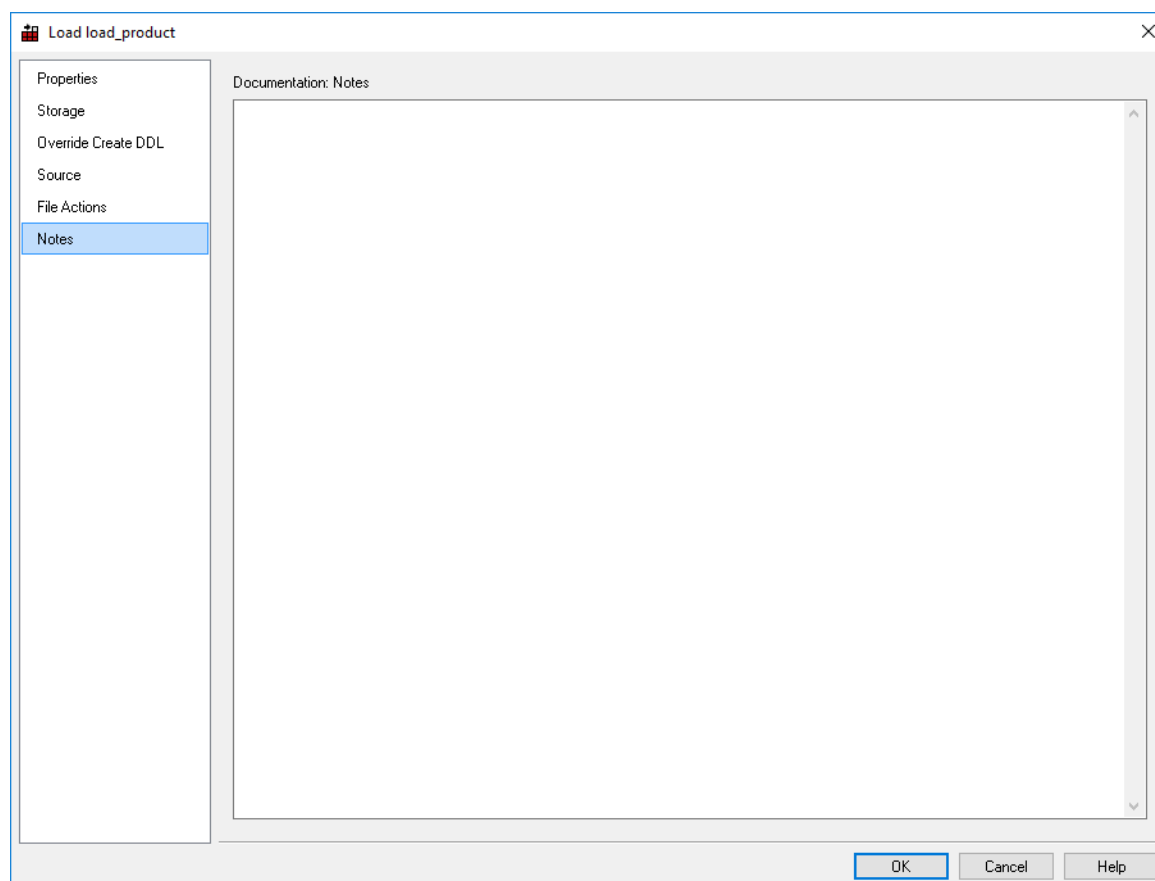 Load load_product
Properties
Storage
Override Create DDL
Source
File Actions
Notes
Documentation: Notes
OK
Cancel
Help